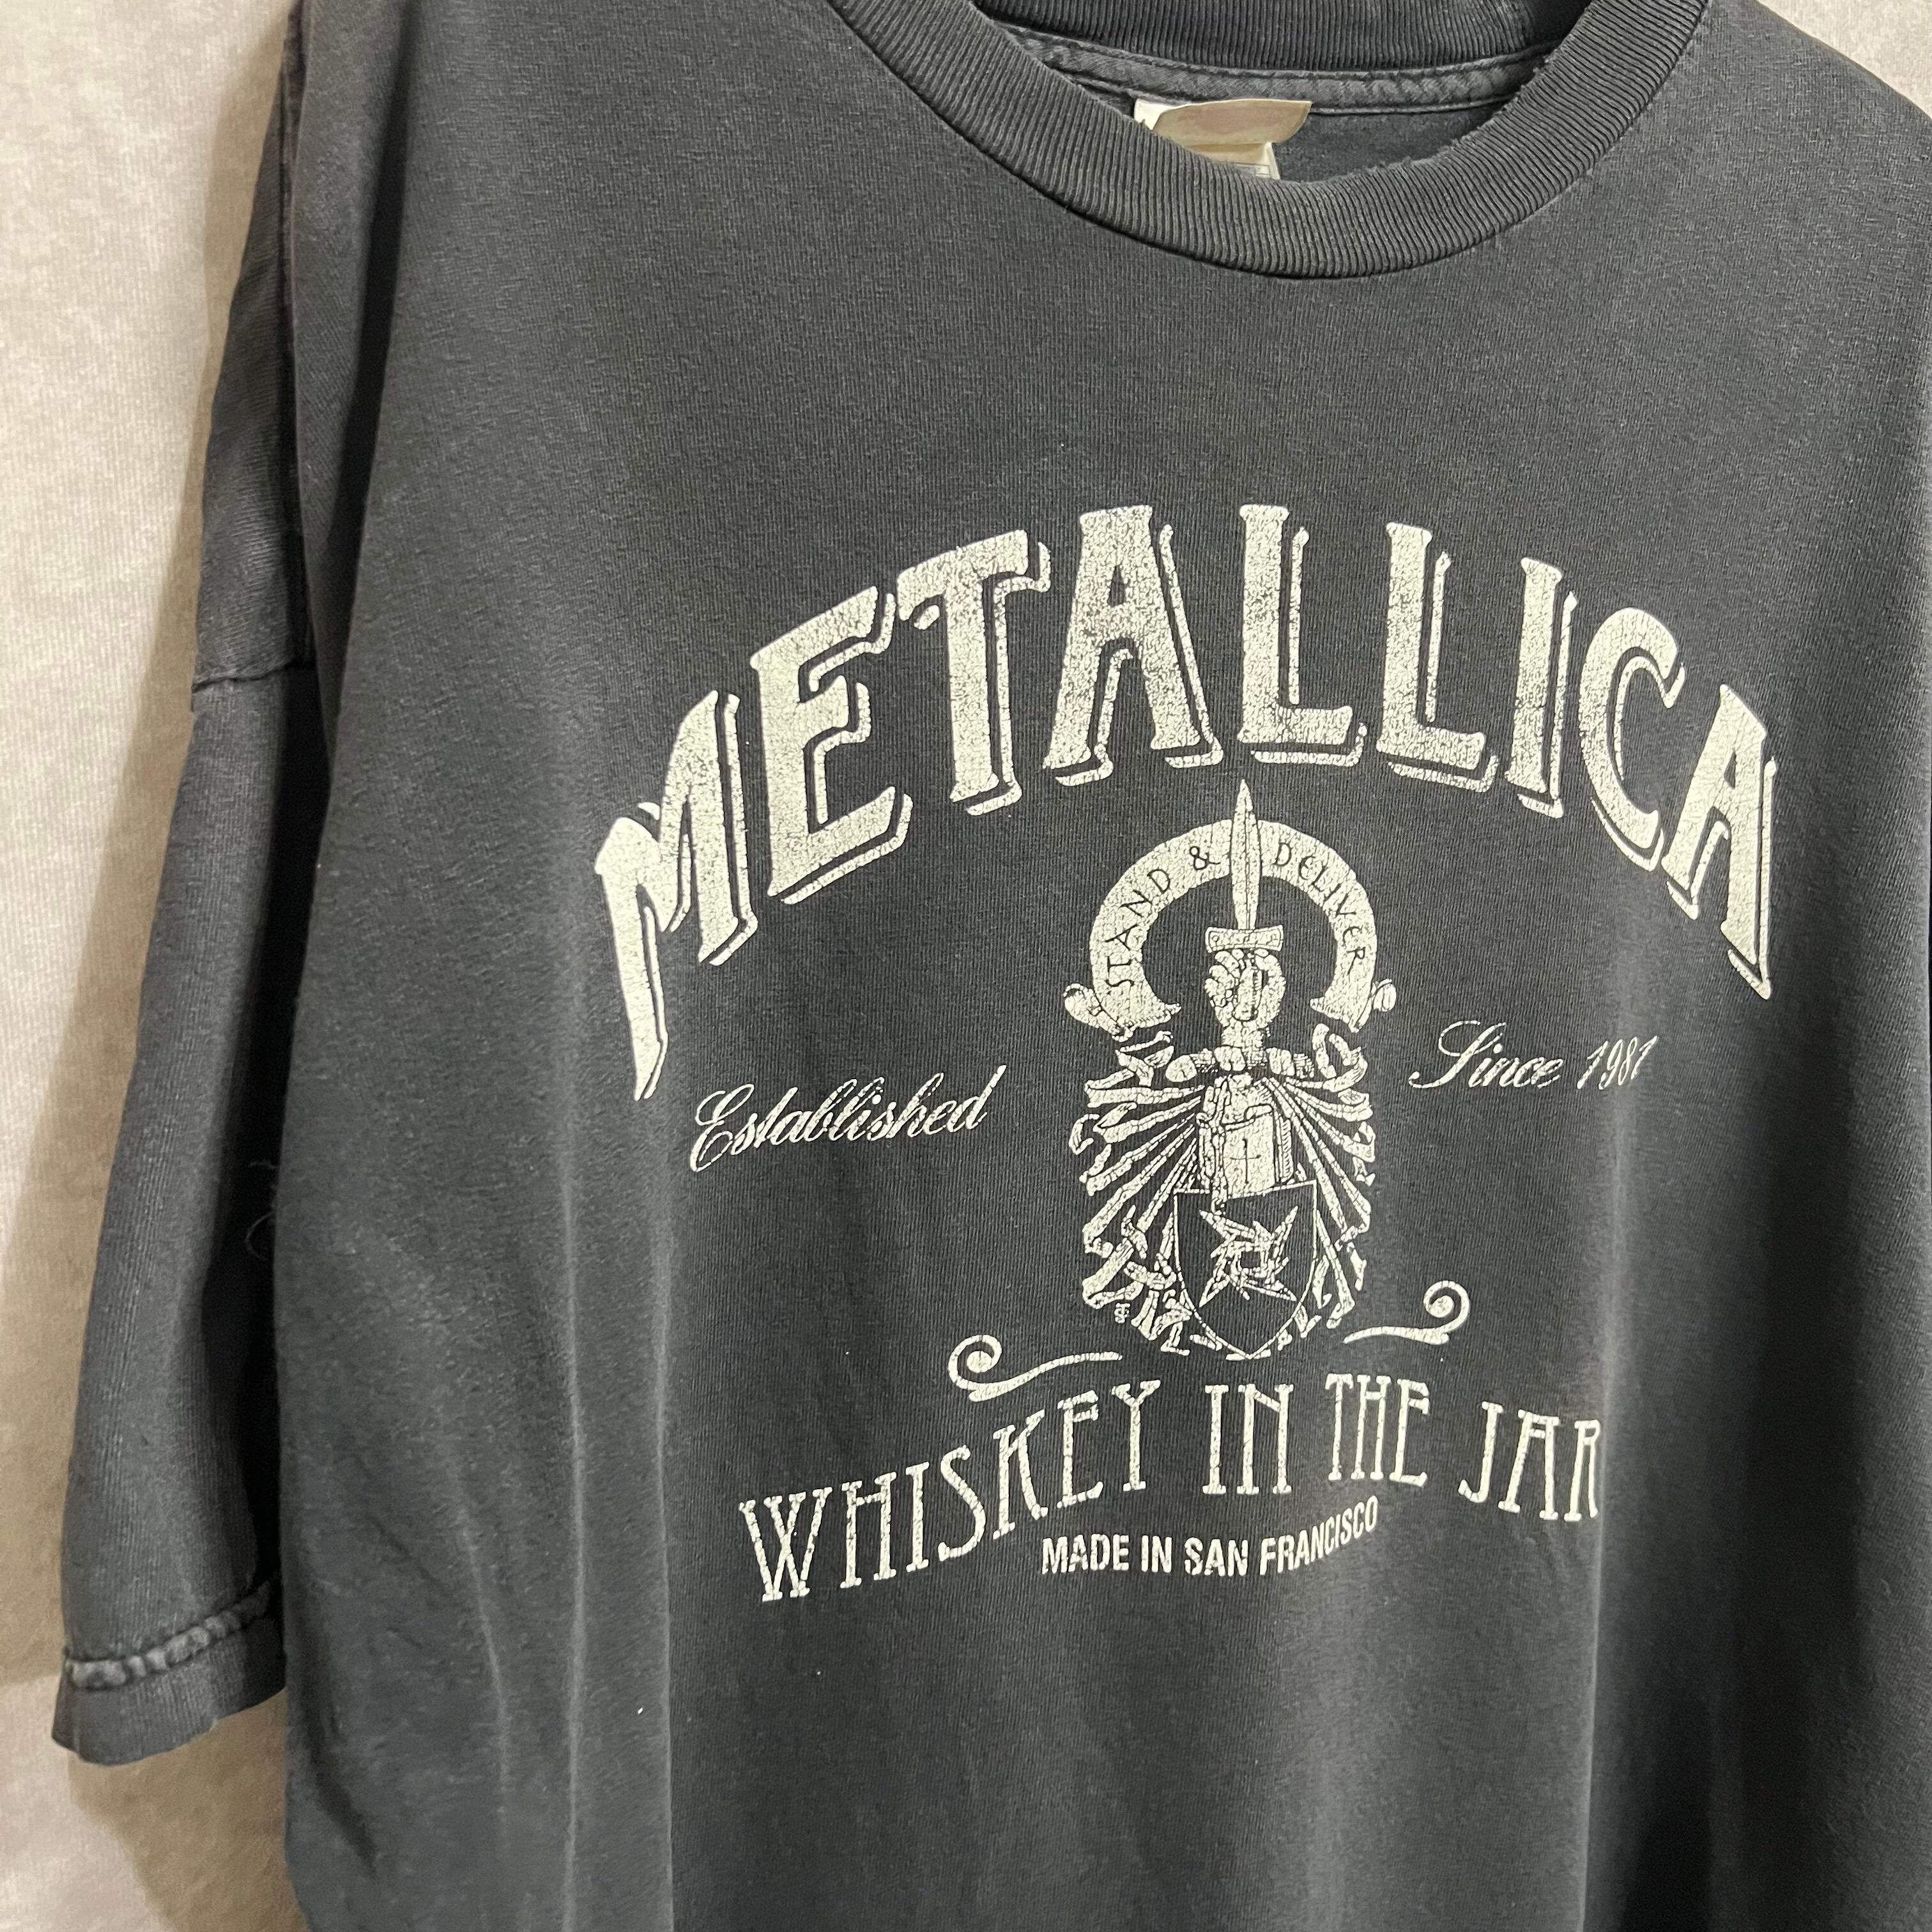 METALLICA
STAND & DELIVER
Established Since 1981
WHISKEY IN THE JAR
MADE IN SAN FRANCISCO